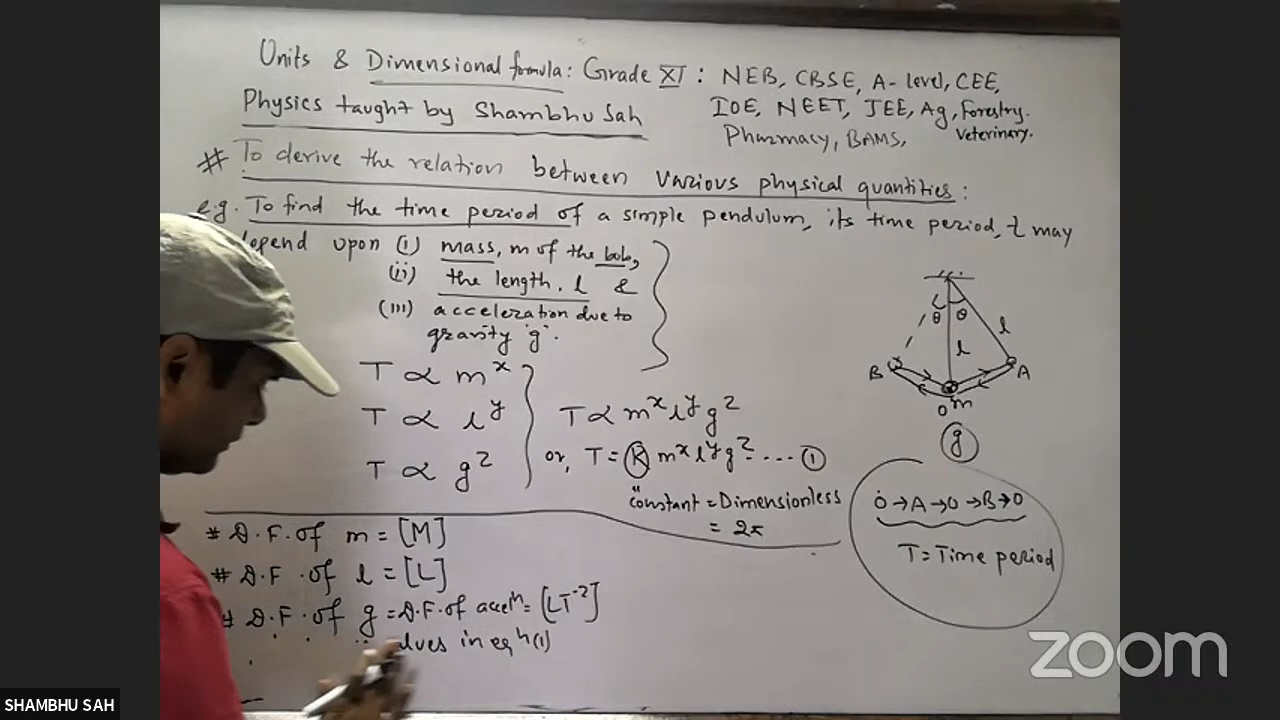 Units & Dimensional formula: Grade XI: NEB, CBSE, A-level, CEE,
IOE, NEET, JEE, Ag, Forestry.
Pharmacy, BAMS, Veterinary.
Physics taught by Shambhu Sah
# To derive the relation between various physical quantities:
e.g. To find the time period of a simple pendulum, its time period, t may
depend upon (i) mass, m of the bob,
(ii) the length, l &
(iii) acceleration due to
gravity 'g'.
T ∝ m^x
T ∝ l^y
T ∝ g^z
T ∝ m^x l^y g^z
or, T = K m^x l^y g^z .... ①
Constant = Dimensionless
= 2π
# D.F. of m = [M]
# D.F. of l = [L]
# D.F. of g = D.F. of acceⁿ = [LT^-2]
in eqⁿ(1)
θ θ
l
l
B
A
O m
g
O→A→O→B→O
T = Time period
SHAMBHU SAH
zoom